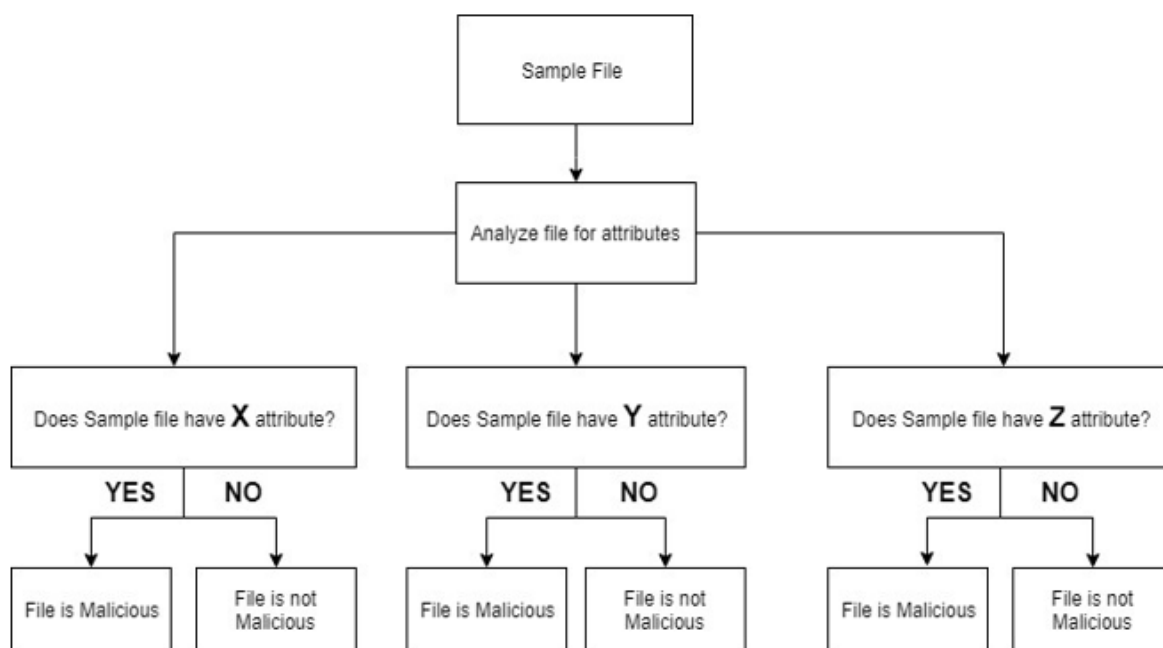 Sample File
Analyze file for attributes
Does Sample file have X attribute?
Does Sample file have Y attribute?
Does Sample file have Z attribute?
YES
NO
YES
NO
YES
NO
File is Malicious
File is not
Malicious
File is Malicious
File is not
Malicious
File is Malicious
File is not
Malicious